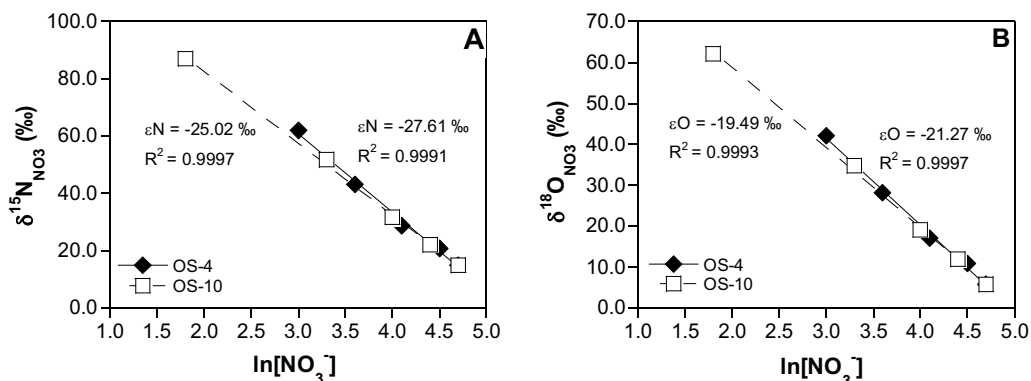 A
100.0
80.0
60.0
40.0
20.0
0.0
δ¹⁵N_NO3 (‰)
εN = -25.02 ‰
R² = 0.9997
εN = -27.61 ‰
R² = 0.9991
OS-4
OS-10
1.0 1.5 2.0 2.5 3.0 3.5 4.0 4.5 5.0
ln[NO₃⁻]
B
70.0
60.0
50.0
40.0
30.0
20.0
10.0
0.0
δ¹⁸O_NO3 (‰)
εO = -19.49 ‰
R² = 0.9993
εO = -21.27 ‰
R² = 0.9997
OS-4
OS-10
1.0 1.5 2.0 2.5 3.0 3.5 4.0 4.5 5.0
ln[NO₃⁻]